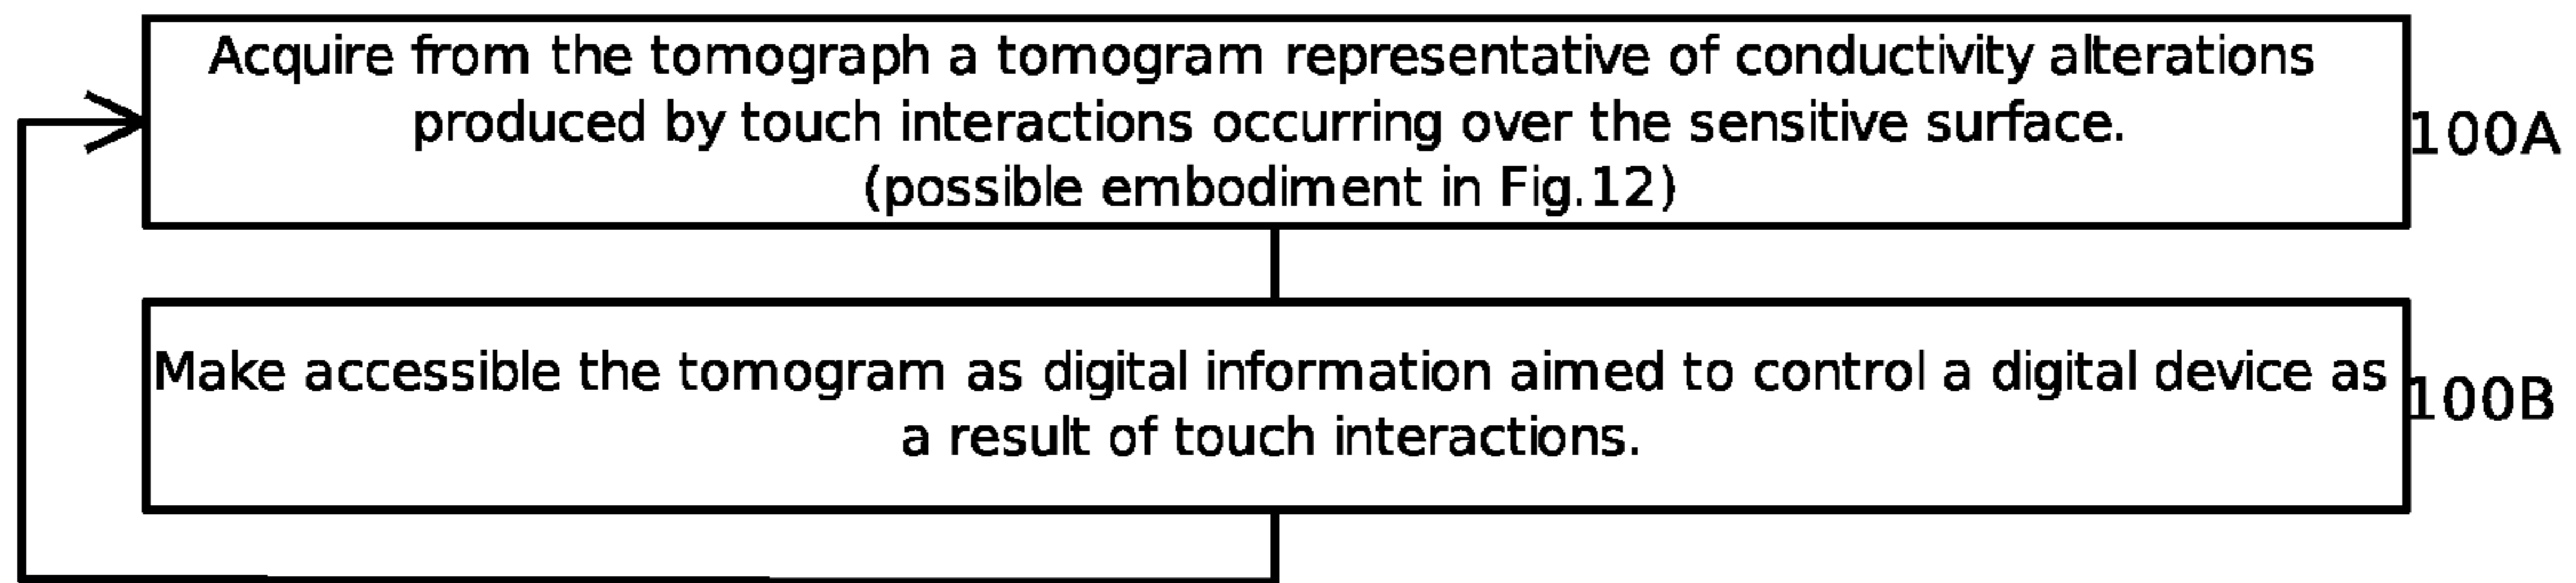 Acquire from the tomograph a tomogram representative of conductivity alterations
produced by touch interactions occurring over the sensitive surface.
(possible embodiment in Fig.12)
100A
Make accessible the tomogram as digital information aimed to control a digital device as
a result of touch interactions.
100B